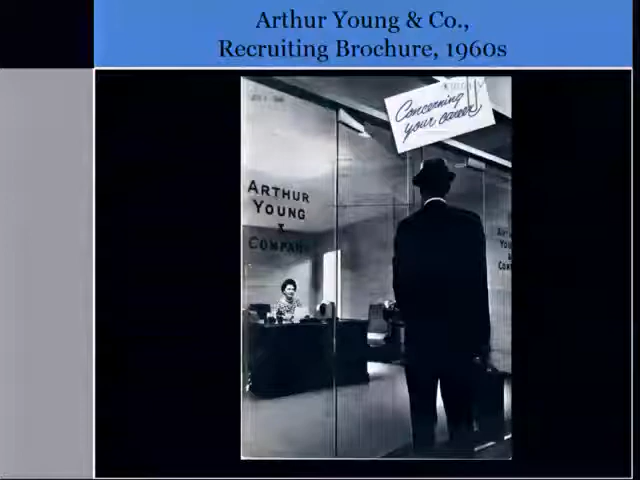 Arthur Young & Co.,
Recruiting Brochure, 1960s
Concerning
your career
ARTHUR
YOUNG
&
COMPANY